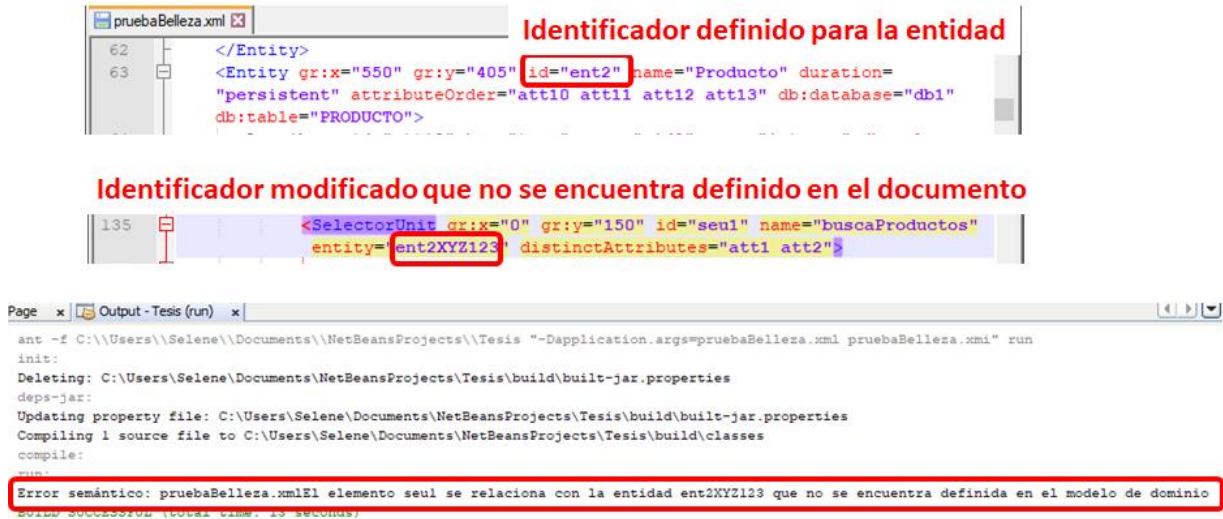 pruebaBelleza.xml
Identificador definido para la entidad
62 </Entity>
63 <Entity gr:x="550" gr:y="405" id="ent2" name="Producto" duration=
"persistent" attributeOrder="att10 att11 att12 att13" db:database="db1"
db:table="PRODUCTO">
Identificador modificado que no se encuentra definido en el documento
135 <SelectorUnit gr:x="0" gr:y="150" id="seu1" name="buscaProductos"
entity="ent2XYZ123" distinctAttributes="att1 att2">
Page x Output - Tesis (run) x
ant -f C:\\Users\\Selene\\Documents\\NetBeansProjects\\Tesis "-Dapplication.args=pruebaBelleza.xml pruebaBelleza.xmi" run
init:
Deleting: C:\Users\Selene\Documents\NetBeansProjects\Tesis\build\built-jar.properties
deps-jar:
Updating property file: C:\Users\Selene\Documents\NetBeansProjects\Tesis\build\built-jar.properties
Compiling 1 source file to C:\Users\Selene\Documents\NetBeansProjects\Tesis\build\classes
compile:
run:
Error semántico: pruebaBelleza.xmlEl elemento seu1 se relaciona con la entidad ent2XYZ123 que no se encuentra definida en el modelo de dominio
BUILD SUCCESSFUL (total time: 13 seconds)